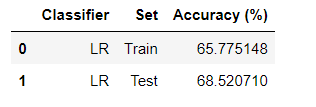 Classifier Set Accuracy (%)
0 LR Train 65.775148
1 LR Test 68.520710